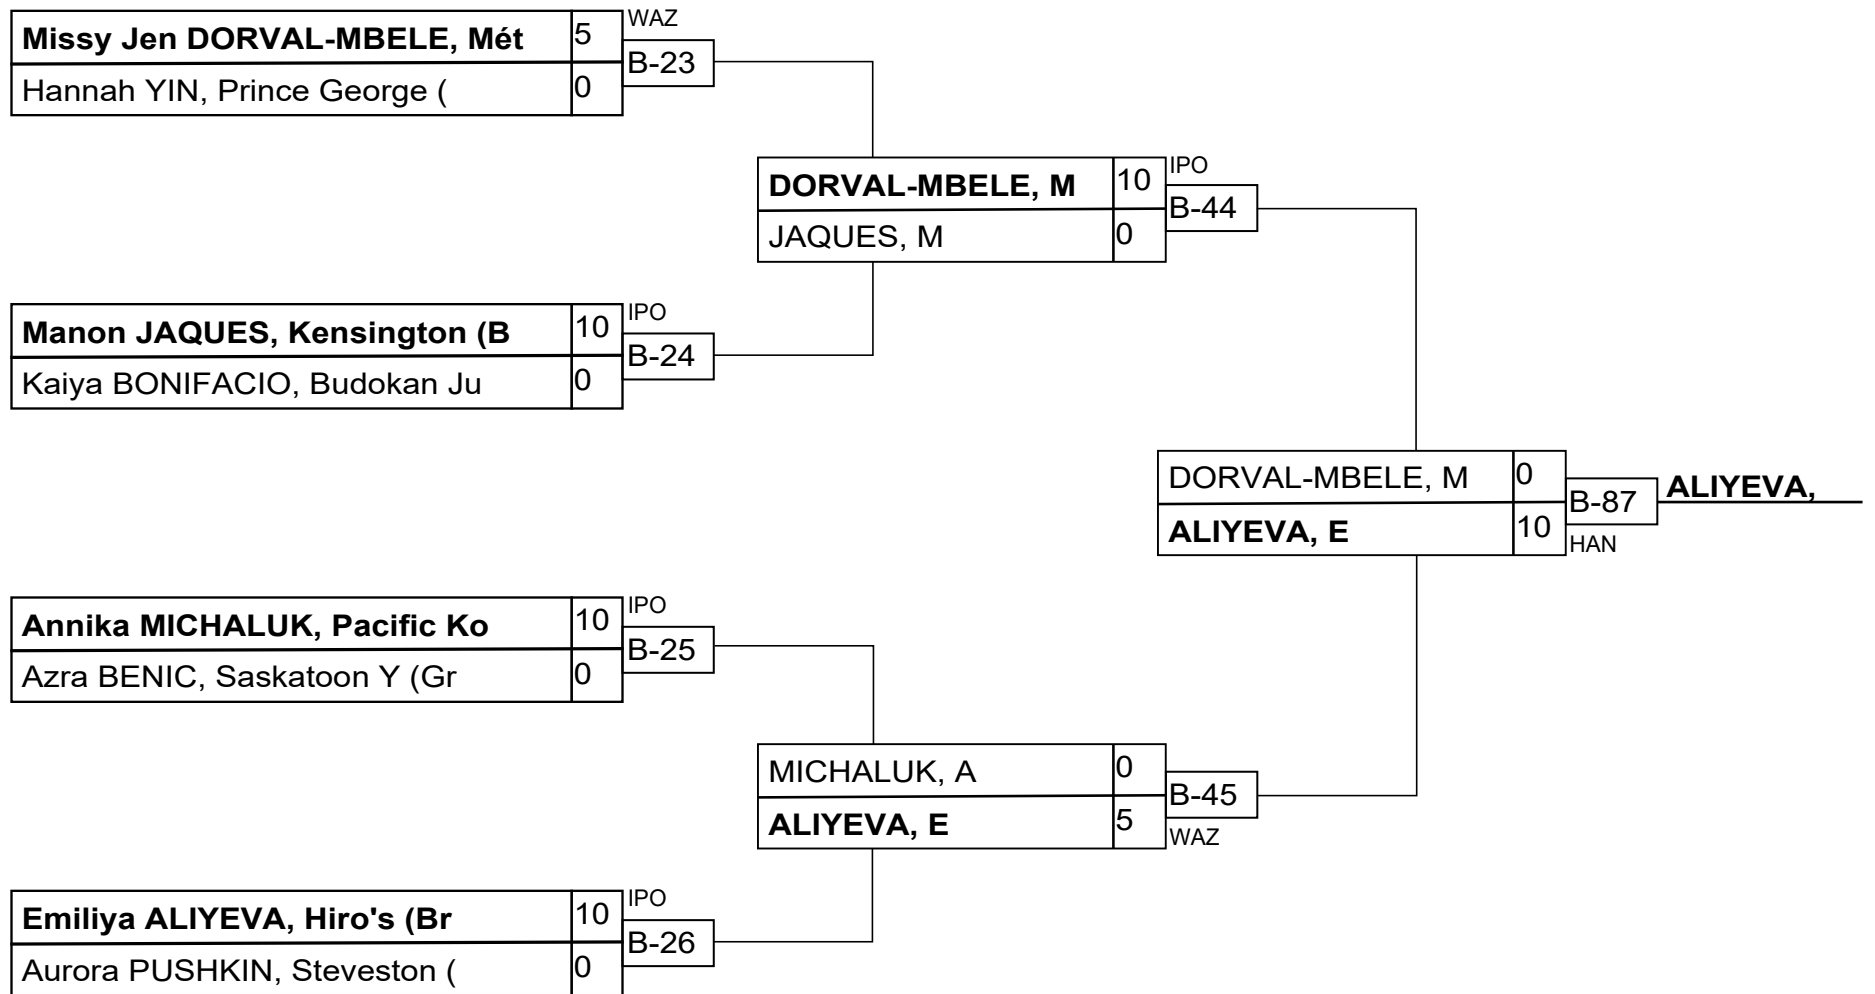 Missy Jen DORVAL-MBELE, Mét 5 WAZ
B-23
Hannah YIN, Prince George ( 0
DORVAL-MBELE, M 10 IPO
B-44
JAQUES, M 0
Manon JAQUES, Kensington (B 10 IPO
B-24
Kaiya BONIFACIO, Budokan Ju 0
DORVAL-MBELE, M 0
B-87 ALIYEVA,
ALIYEVA, E 10 HAN
Annika MICHALUK, Pacific Ko 10 IPO
B-25
Azra BENIC, Saskatoon Y (Gr 0
MICHALUK, A 0
B-45
ALIYEVA, E 5 WAZ
Emiliya ALIYEVA, Hiro's (Br 10 IPO
B-26
Aurora PUSHKIN, Steveston ( 0